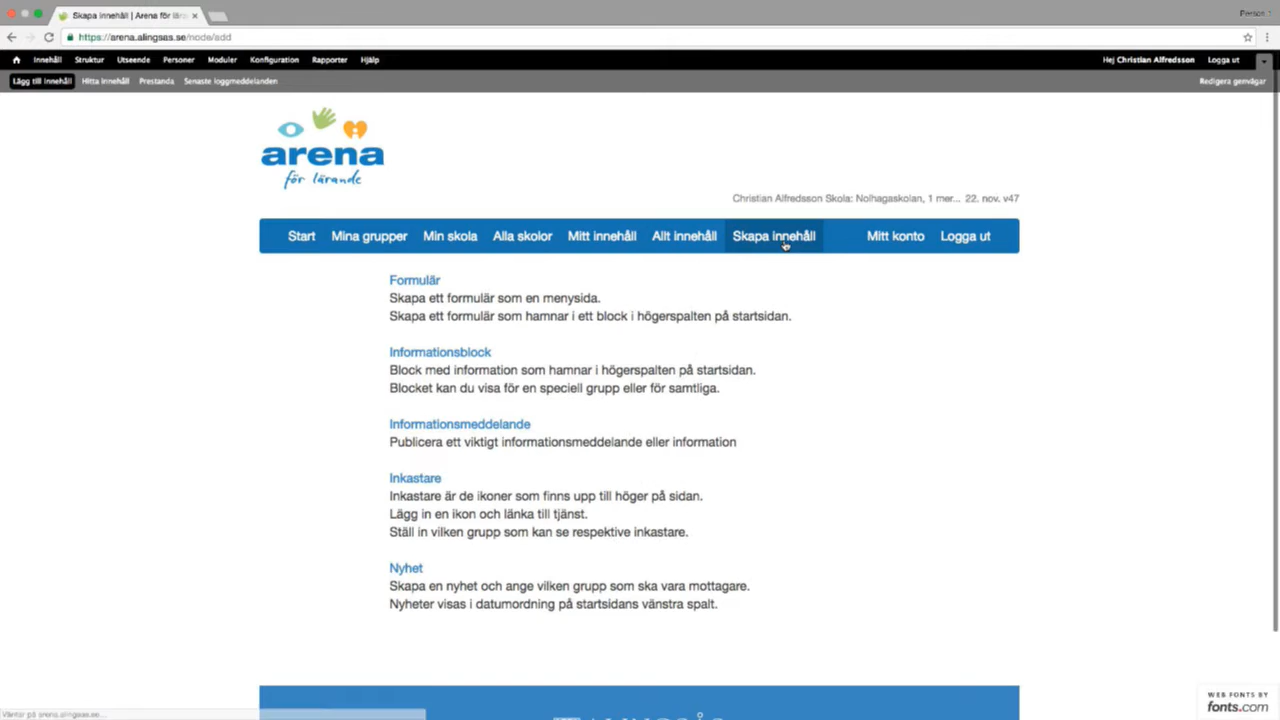 Skapa innehåll | Arena för lära
Person 1
https://arena.alingsas.se/node/add
Innehåll Struktur Utseende Personer Moduler Konfiguration Rapporter Hjälp
Hej Christian Alfredsson Logga ut
Lägg till innehåll Hitta innehåll Prestanda Senaste loggmeddelanden
Redigera genvägar
arena
för lärande
Christian Alfredsson Skola: Nolhagaskolan, 1 mer... 22. nov. v47
Start Mina grupper Min skola Alla skolor Mitt innehåll Allt innehåll Skapa innehåll Mitt konto Logga ut
Formulär
Skapa ett formulär som en menysida.
Skapa ett formulär som hamnar i ett block i högerspalten på startsidan.
Informationsblock
Block med information som hamnar i högerspalten på startsidan.
Blocket kan du visa för en speciell grupp eller för samtliga.
Informationsmeddelande
Publicera ett viktigt informationsmeddelande eller information
Inkastare
Inkastare är de ikoner som finns upp till höger på sidan.
Lägg in en ikon och länka till tjänst.
Ställ in vilken grupp som kan se respektive inkastare.
Nyhet
Skapa en nyhet och ange vilken grupp som ska vara mottagare.
Nyheter visas i datumordning på startsidans vänstra spalt.
WEB FONTS BY
fonts.com
Väntar på arena.alingsas.se...